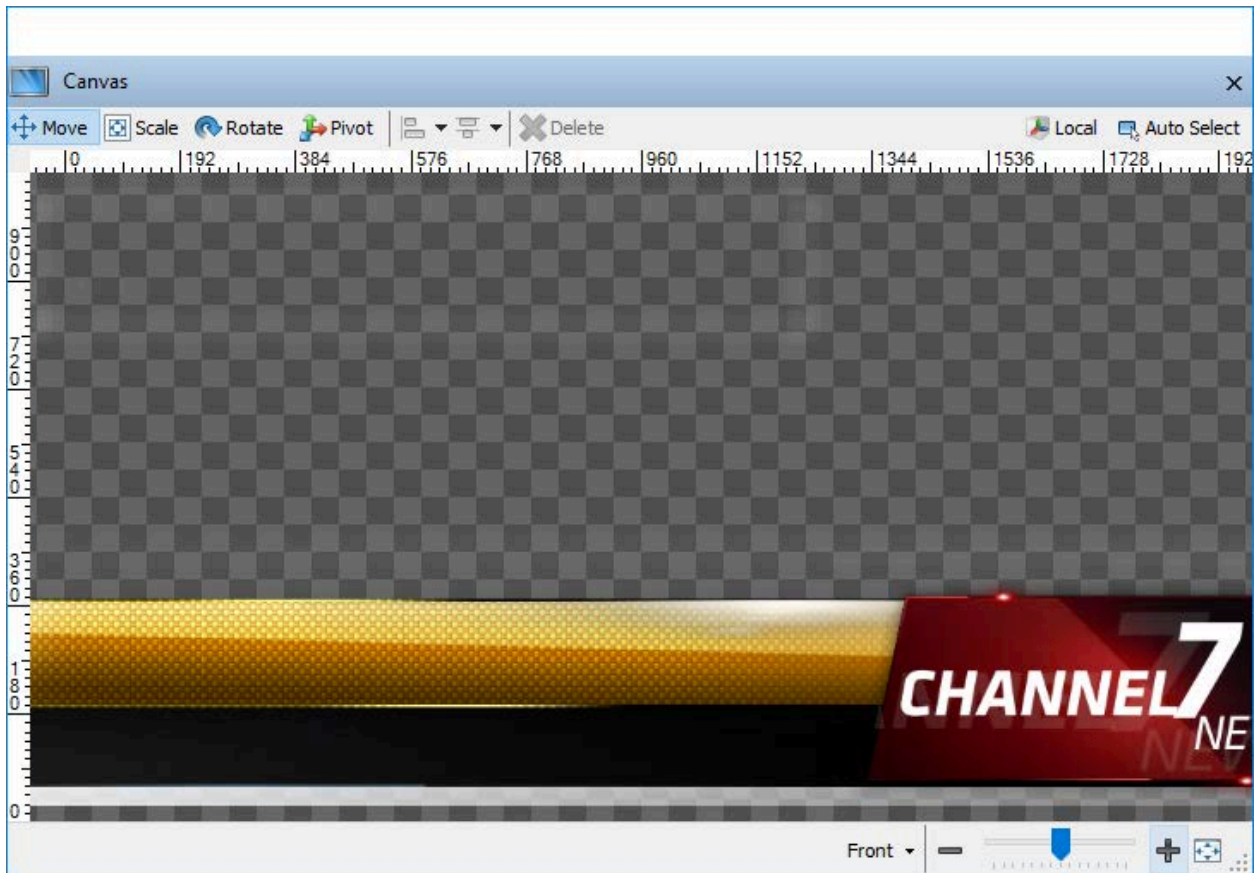 Canvas
Move Scale Rotate Pivot Delete Local Auto Select
0 192 384 576 768 960 1152 1344 1536 1728 192
900
720
540
360
180
0
CHANNEL 7
NE
Front